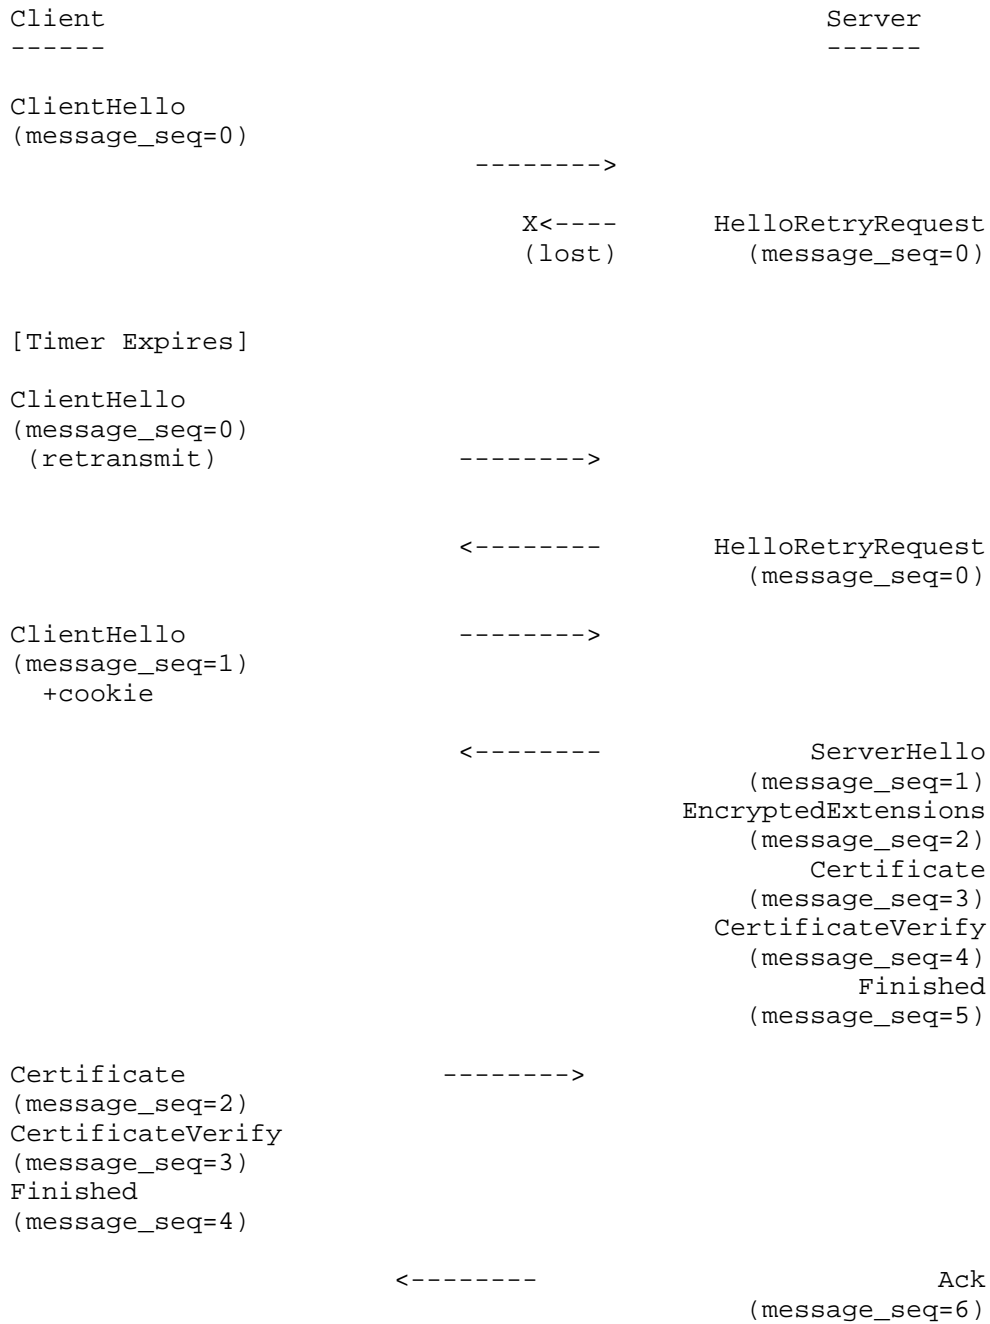 Client                                             Server
------                                             ------
ClientHello
(message_seq=0)
                             -------->
                                X<----      HelloRetryRequest
                                (lost)        (message_seq=0)
[Timer Expires]
ClientHello
(message_seq=0)
 (retransmit)               -------->
                            <--------       HelloRetryRequest
                                              (message_seq=0)
ClientHello                 -------->
(message_seq=1)
  +cookie
                            <--------             ServerHello
                                              (message_seq=1)
                                          EncryptedExtensions
                                              (message_seq=2)
                                                  Certificate
                                              (message_seq=3)
                                            CertificateVerify
                                              (message_seq=4)
                                                     Finished
                                              (message_seq=5)
Certificate                -------->
(message_seq=2)
CertificateVerify
(message_seq=3)
Finished
(message_seq=4)
                        <--------                         Ack
                                              (message_seq=6)